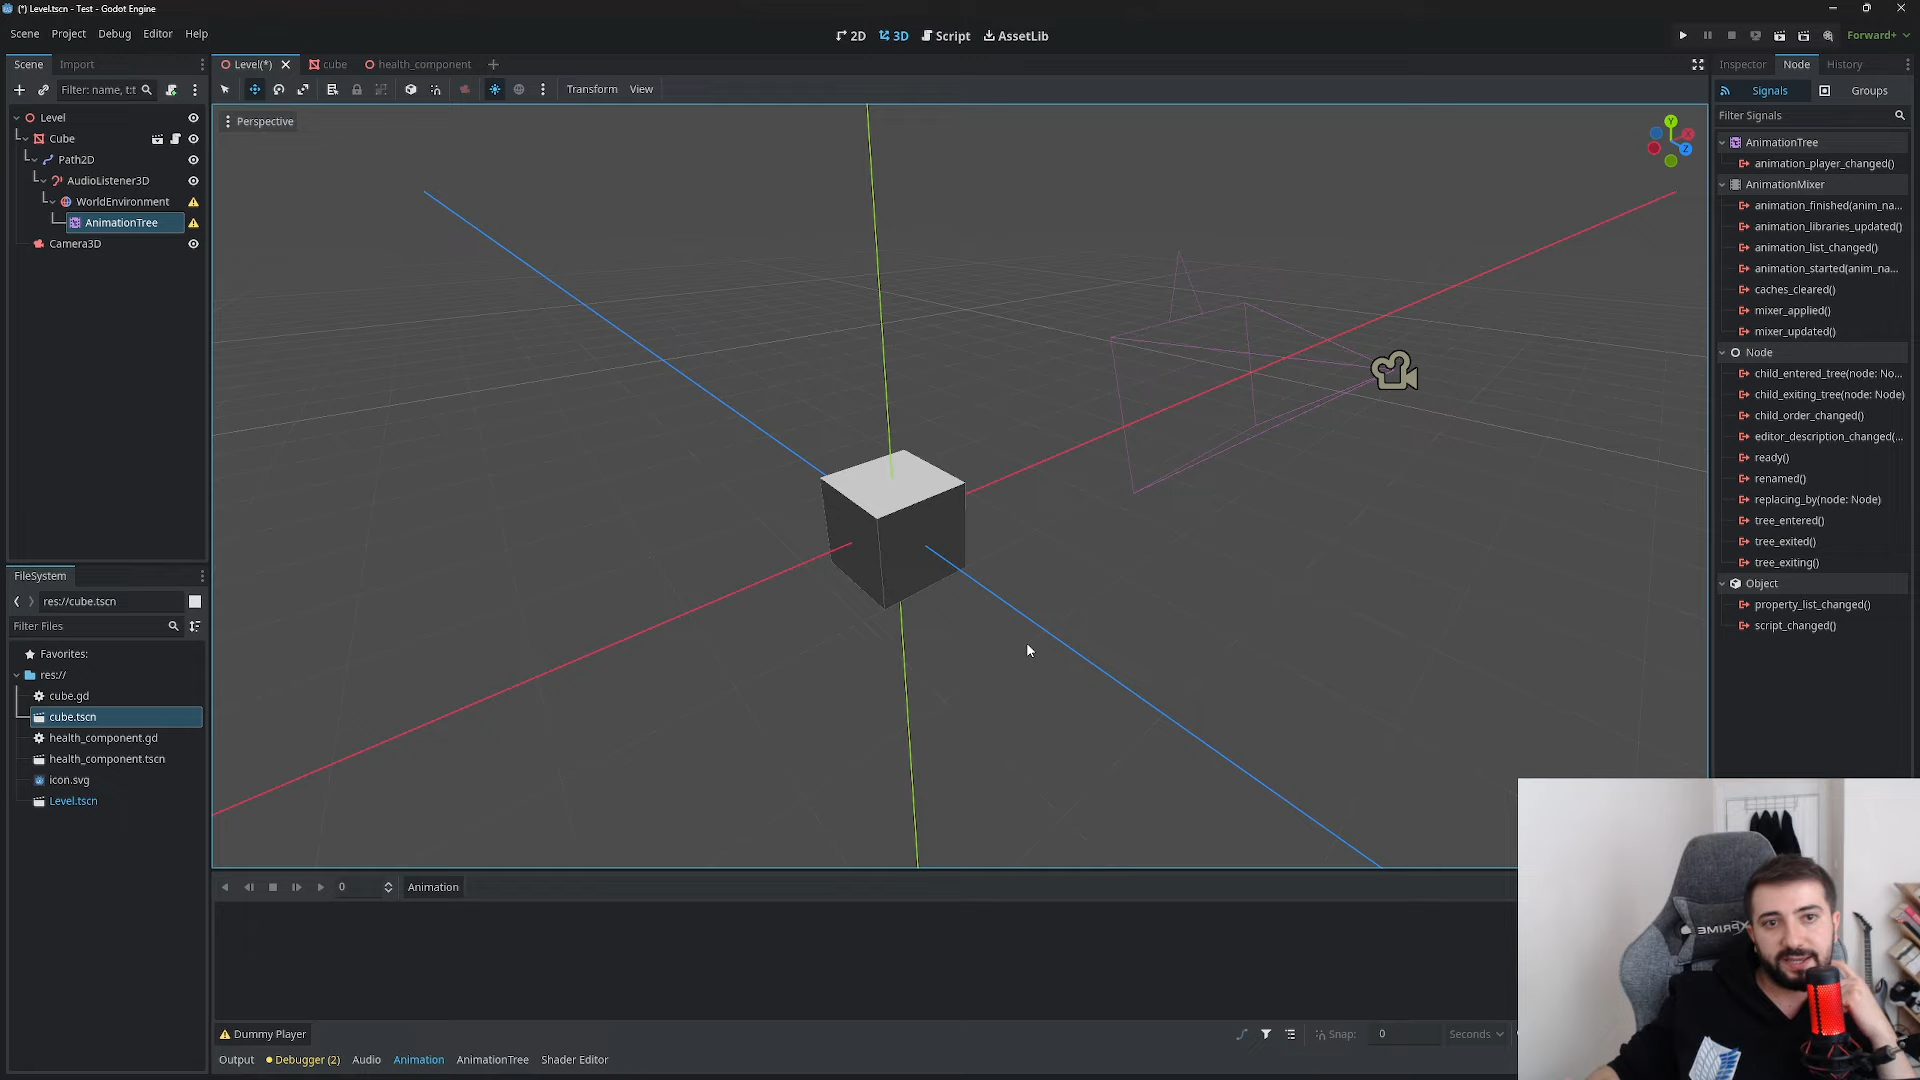 (*) Level.tscn - Test - Godot Engine
Scene Project Debug Editor Help
2D 3D Script AssetLib
Forward+
Scene Import
Filter: name, t:t
Level
Cube
Path2D
AudioListener3D
WorldEnvironment
AnimationTree
Camera3D
Level(*) cube health_component
Transform View
Perspective
Y
X
Z
Inspector Node History
Signals Groups
Filter Signals
AnimationTree
animation_player_changed()
AnimationMixer
animation_finished(anim_na...
animation_libraries_updated()
animation_list_changed()
animation_started(anim_na...
caches_cleared()
mixer_applied()
mixer_updated()
Node
child_entered_tree(node: No...
child_exiting_tree(node: Node)
child_order_changed()
editor_description_changed(...
ready()
renamed()
replacing_by(node: Node)
tree_entered()
tree_exited()
tree_exiting()
Object
property_list_changed()
script_changed()
FileSystem
res://cube.tscn
Filter Files
Favorites:
res://
cube.gd
cube.tscn
health_component.gd
health_component.tscn
icon.svg
Level.tscn
0 Animation
Dummy Player
Snap: 0 Seconds
Output Debugger (2) Audio Animation AnimationTree Shader Editor
XPRIME